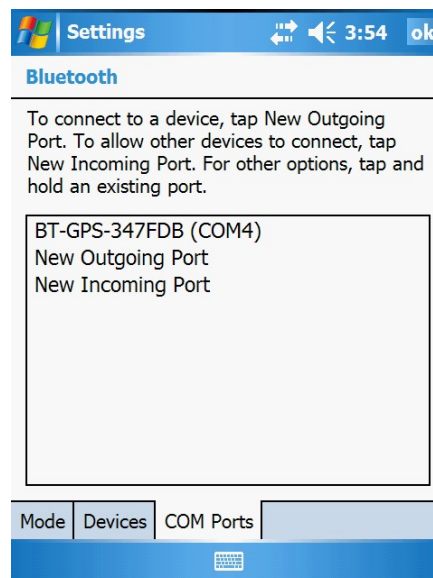 Settings 3:54 ok
Bluetooth
To connect to a device, tap New Outgoing
Port. To allow other devices to connect, tap
New Incoming Port. For other options, tap and
hold an existing port.
BT-GPS-347FDB (COM4)
New Outgoing Port
New Incoming Port
Mode Devices COM Ports